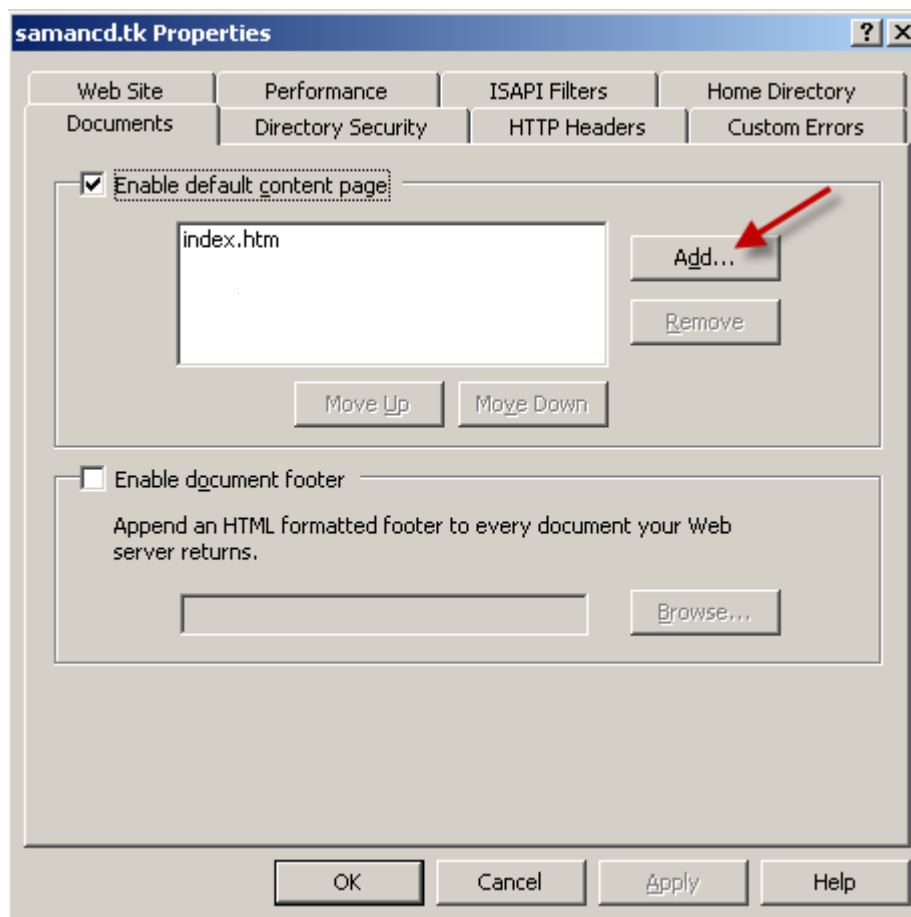 samancd.tk Properties
Web Site Performance ISAPI Filters Home Directory
Documents Directory Security HTTP Headers Custom Errors
Enable default content page
index.htm
Add...
Remove
Move Up Move Down
Enable document footer
Append an HTML formatted footer to every document your Web
server returns.
Browse...
OK Cancel Apply Help